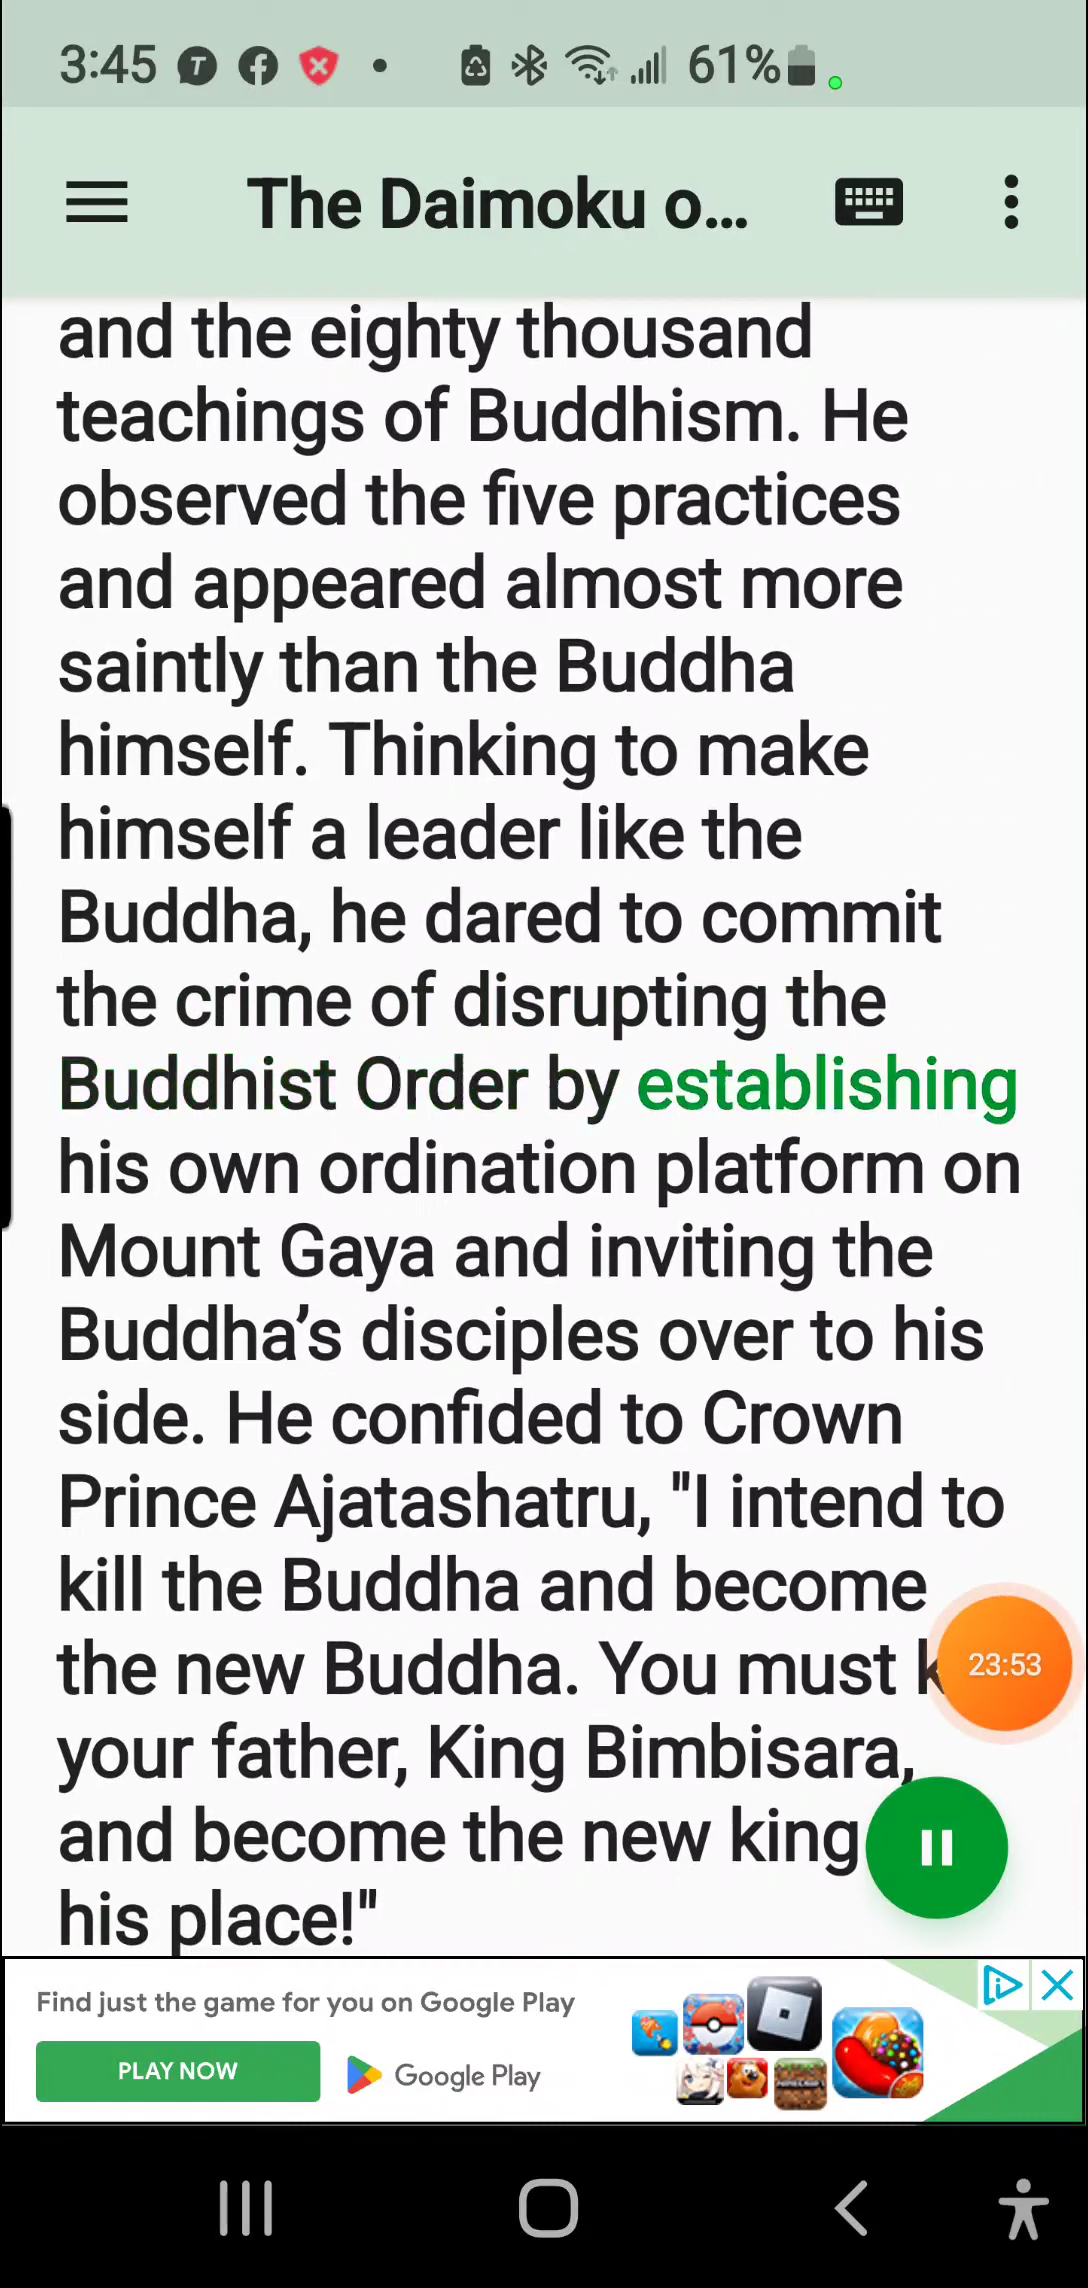 3:45
61%
The Daimoku o...
and the eighty thousand
teachings of Buddhism. He
observed the five practices
and appeared almost more
saintly than the Buddha
himself. Thinking to make
himself a leader like the
Buddha, he dared to commit
the crime of disrupting the
Buddhist Order by establishing
his own ordination platform on
Mount Gaya and inviting the
Buddha’s disciples over to his
side. He confided to Crown
Prince Ajatashatru, "I intend to
kill the Buddha and become
the new Buddha. You must
23:53
your father, King Bimbisara,
and become the new king
his place!"
Find just the game for you on Google Play
PLAY NOW
Google Play